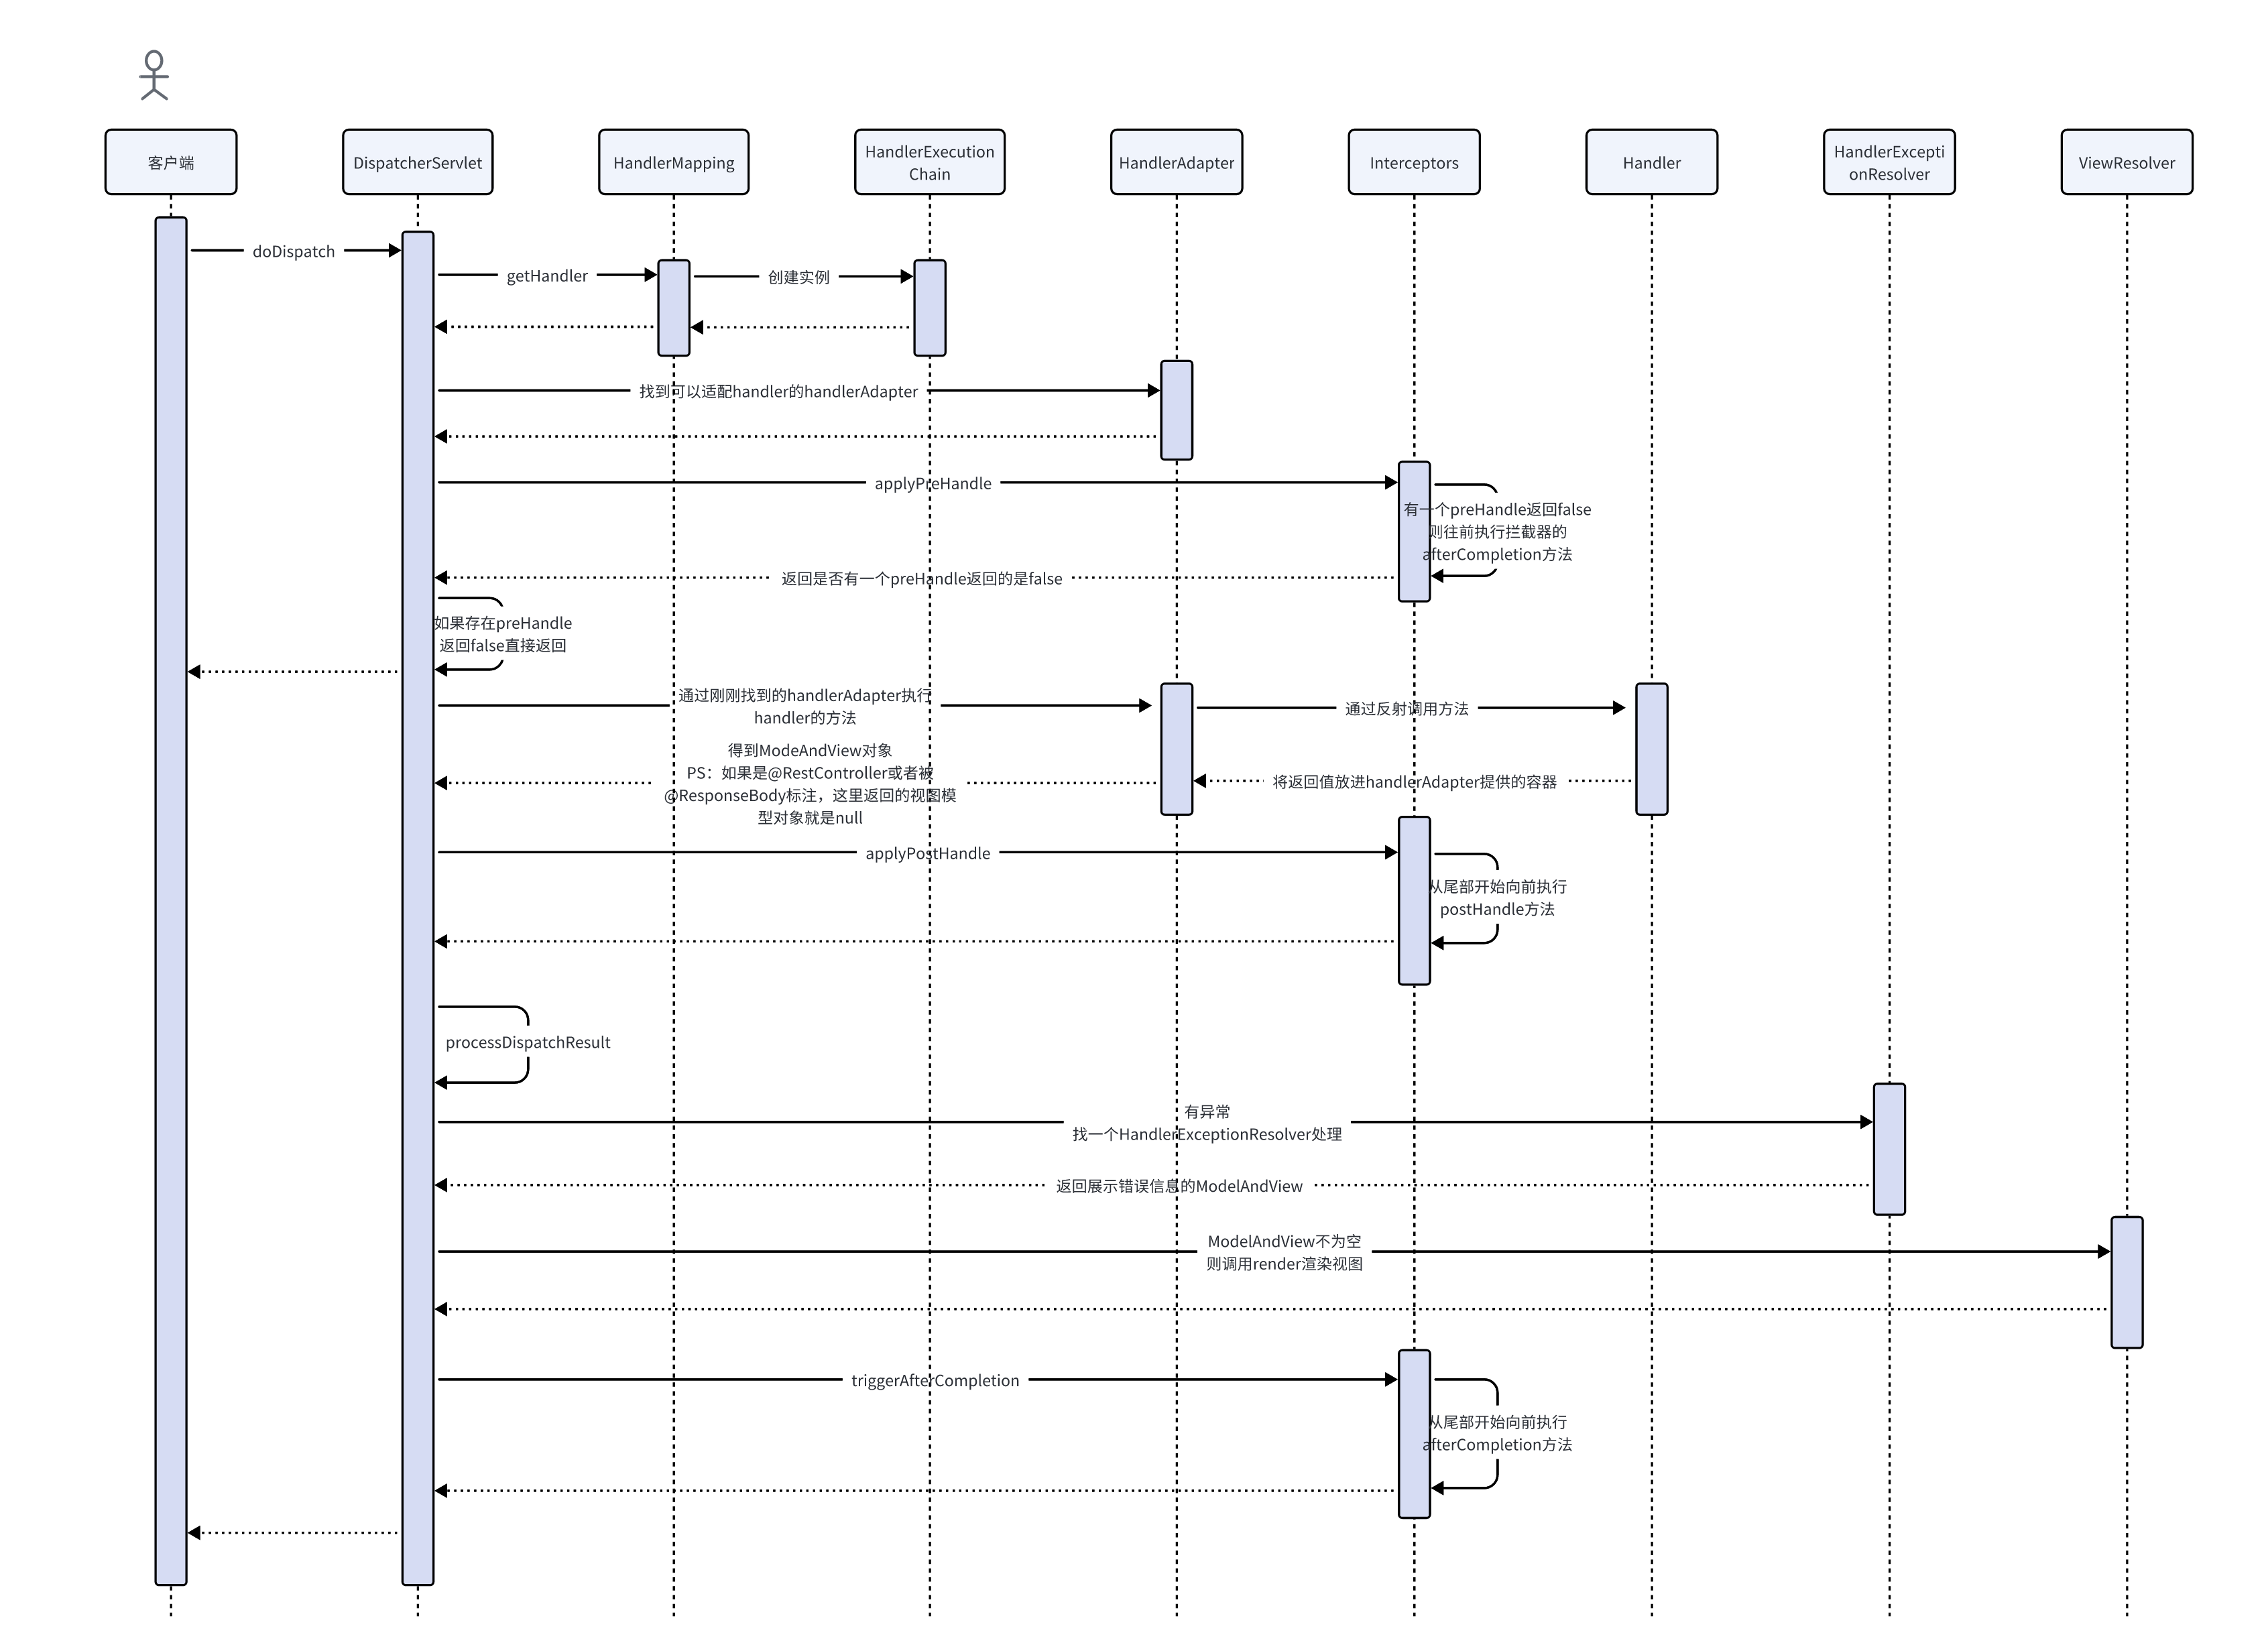 客户端
DispatcherServlet
HandlerMapping
HandlerExecution
Chain
HandlerAdapter
Interceptors
Handler
HandlerExcepti
onResolver
ViewResolver
doDispatch
getHandler
创建实例
找到可以适配handler的handlerAdapter
applyPreHandle
有一个preHandle返回false
则往前执行拦截器的
afterCompletion方法
返回是否有一个preHandle返回的是false
如果存在preHandle
返回false直接返回
通过刚刚找到的handlerAdapter执行
handler的方法
通过反射调用方法
得到ModeAndView对象
PS：如果是@RestController或者被
@ResponseBody标注，这里返回的视图模
型对象就是null
将返回值放进handlerAdapter提供的容器
applyPostHandle
从尾部开始向前执行
postHandle方法
processDispatchResult
有异常
找一个HandlerExceptionResolver处理
返回展示错误信息的ModelAndView
ModelAndView不为空
则调用render渲染视图
triggerAfterCompletion
从尾部开始向前执行
afterCompletion方法